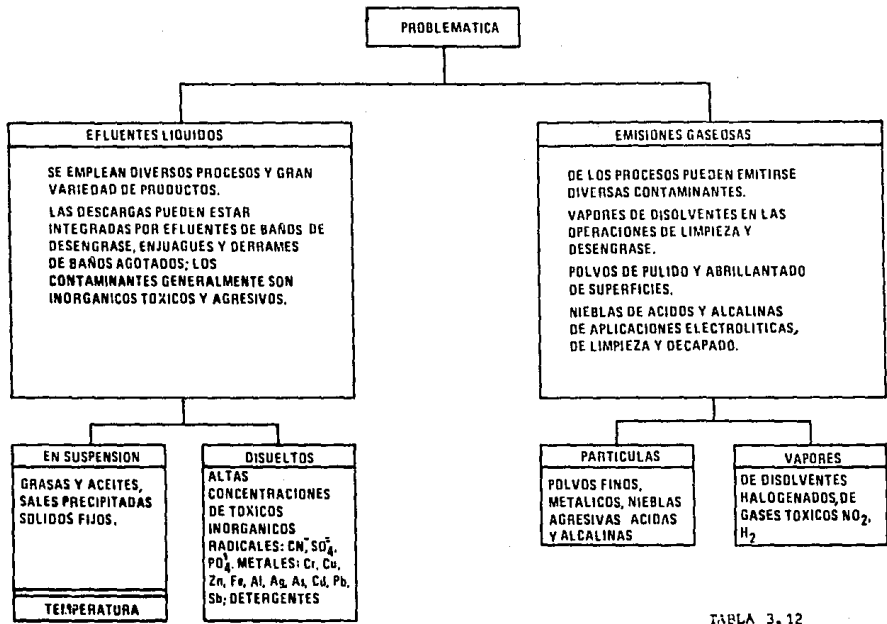 PROBLEMATICA
EFLUENTES LIQUIDOS
SE EMPLEAN DIVERSOS PROCESOS Y GRAN
VARIEDAD DE PRODUCTOS.
LAS DESCARGAS PUEDEN ESTAR
INTEGRADAS POR EFLUENTES DE BAÑOS DE
DESENGRASE, ENJUAGUES Y DERRAMES
DE BAÑOS AGOTADOS; LOS
CONTAMINANTES GENERALMENTE SON
INORGANICOS TOXICOS Y AGRESIVOS.
EMISIONES GASEOSAS
DE LOS PROCESOS PUEDEN EMITIRSE
DIVERSAS CONTAMINANTES.
VAPORES DE DISOLVENTES EN LAS
OPERACIONES DE LIMPIEZA Y
DESENGRASE.
POLVOS DE PULIDO Y ABRILLANTADO
DE SUPERFICIES.
NIEBLAS DE ACIDOS Y ALCALINAS
DE APLICACIONES ELECTROLITICAS,
DE LIMPIEZA Y DECAPADO.
EN SUSPENSION
GRASAS Y ACEITES,
SALES PRECIPITADAS
SOLIDOS FIJOS.
TEMPERATURA
DISUELTOS
ALTAS
CONCENTRACIONES
DE TOXICOS
INORGANICOS
RADICALES: CN⁻, SO₄⁼,
PO₄. METALES: Cr, Cu,
Zn, Fe, Al, Ag, As, Cd, Pb,
Sb; DETERGENTES
PARTICULAS
POLVOS FINOS,
METALICOS, NIEBLAS
AGRESIVAS ACIDAS
Y ALCALINAS
VAPORES
DE DISOLVENTES
HALOGENADOS, DE
GASES TOXICOS NO₂,
H₂
TABLA 3.12